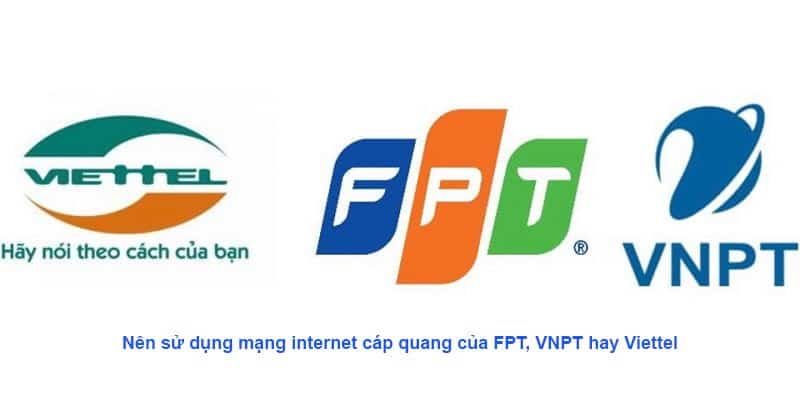 VIETTEL
Hãy nói theo cách của bạn
FPT®
VNPT
Nên sử dụng mạng internet cáp quang của FPT, VNPT hay Viettel